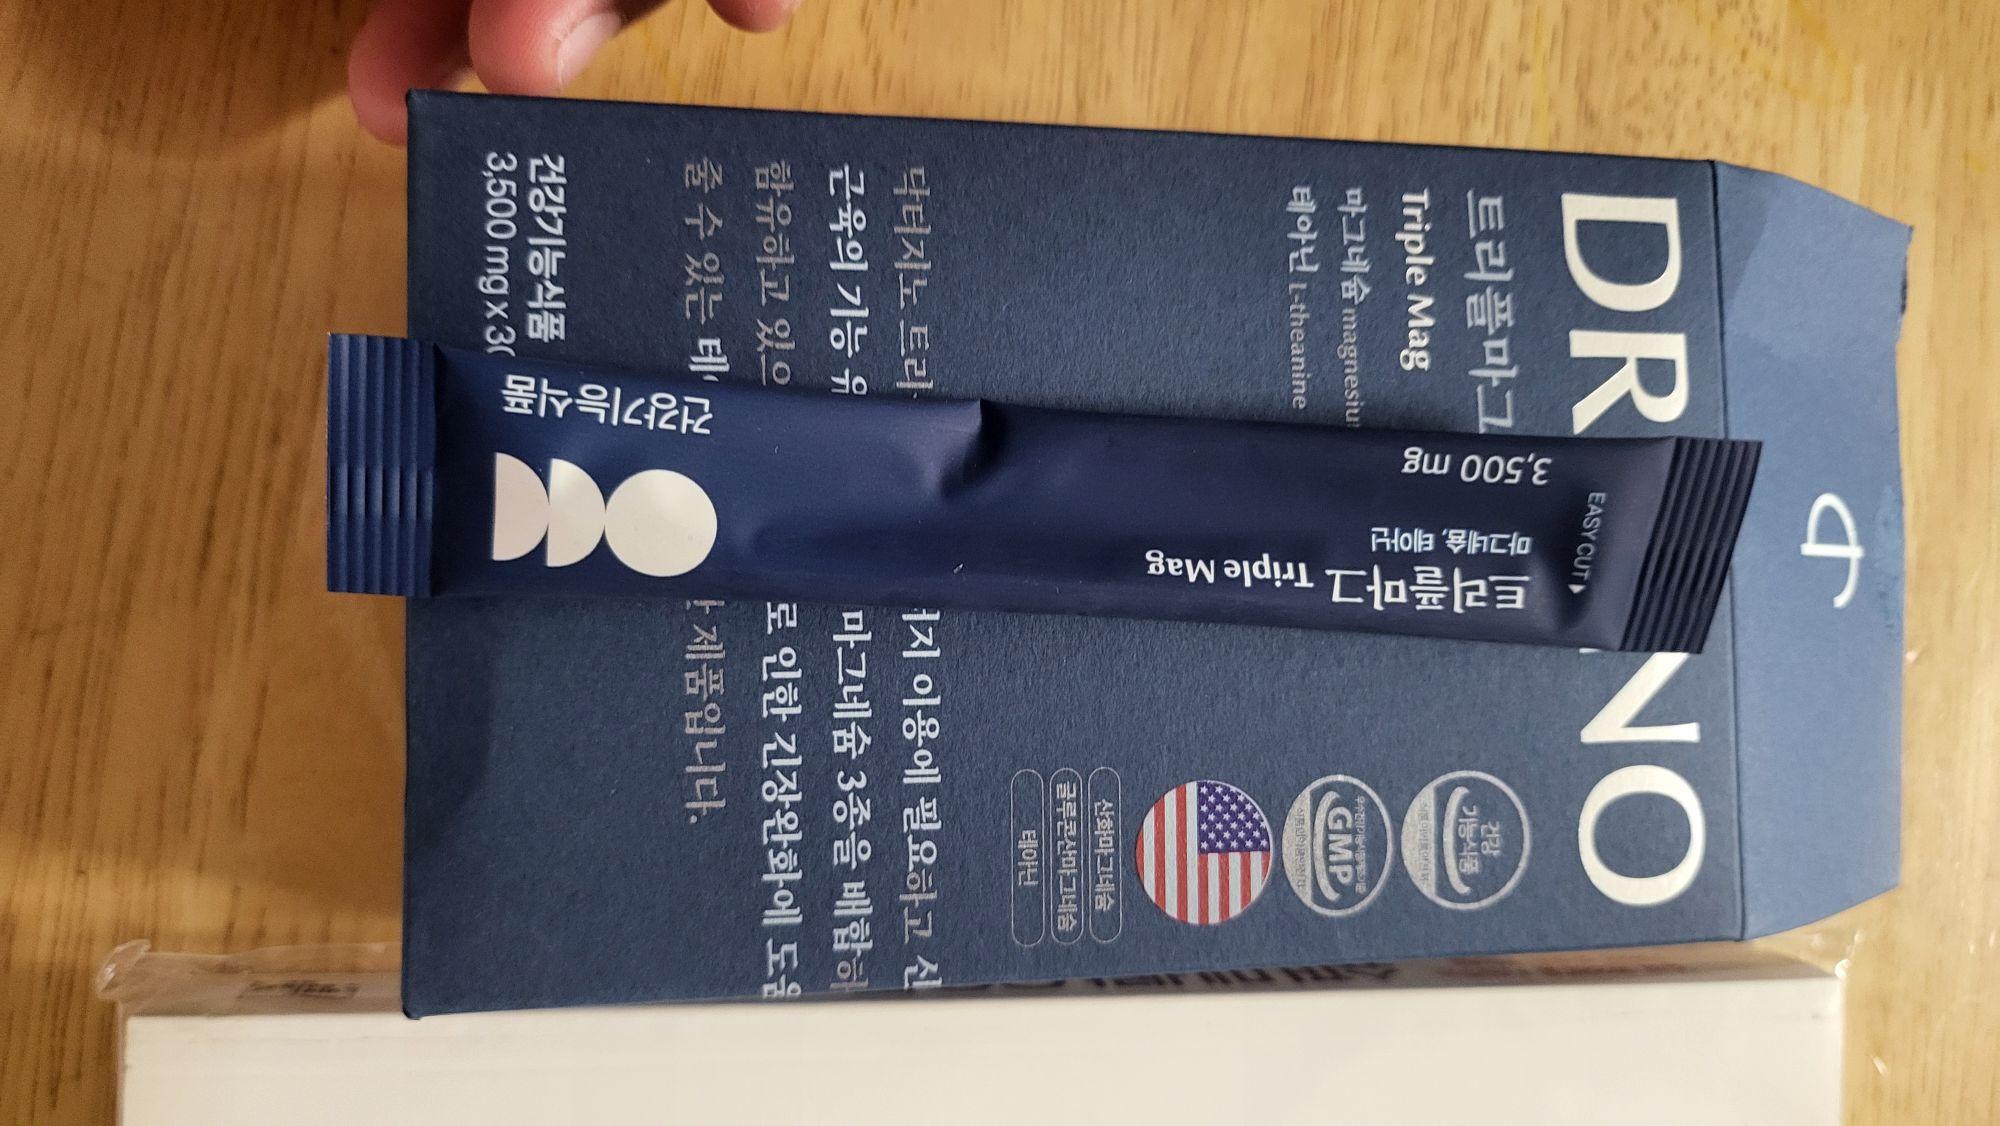 DR
NO
트리플마그
Triple Mag
마그네슘 magnesiu
테아닌 L-theanine
건강
기능식품
GMP
산화마그네슘
글루콘산마그네슘
테아닌
닥터지노 트리
너지 이용에 필요하고 신
근육의 기능 유
마그네슘 3종을 배합하
함유하고 있으
로 인한 긴장완화에 도움
줄 수 있는 테
제품입니다.
건강기능식품
3,500 mg x 30
EASY CUT
트리플마그 Triple Mag
마그네슘, 테아닌
3,500 mg
건강기능식품